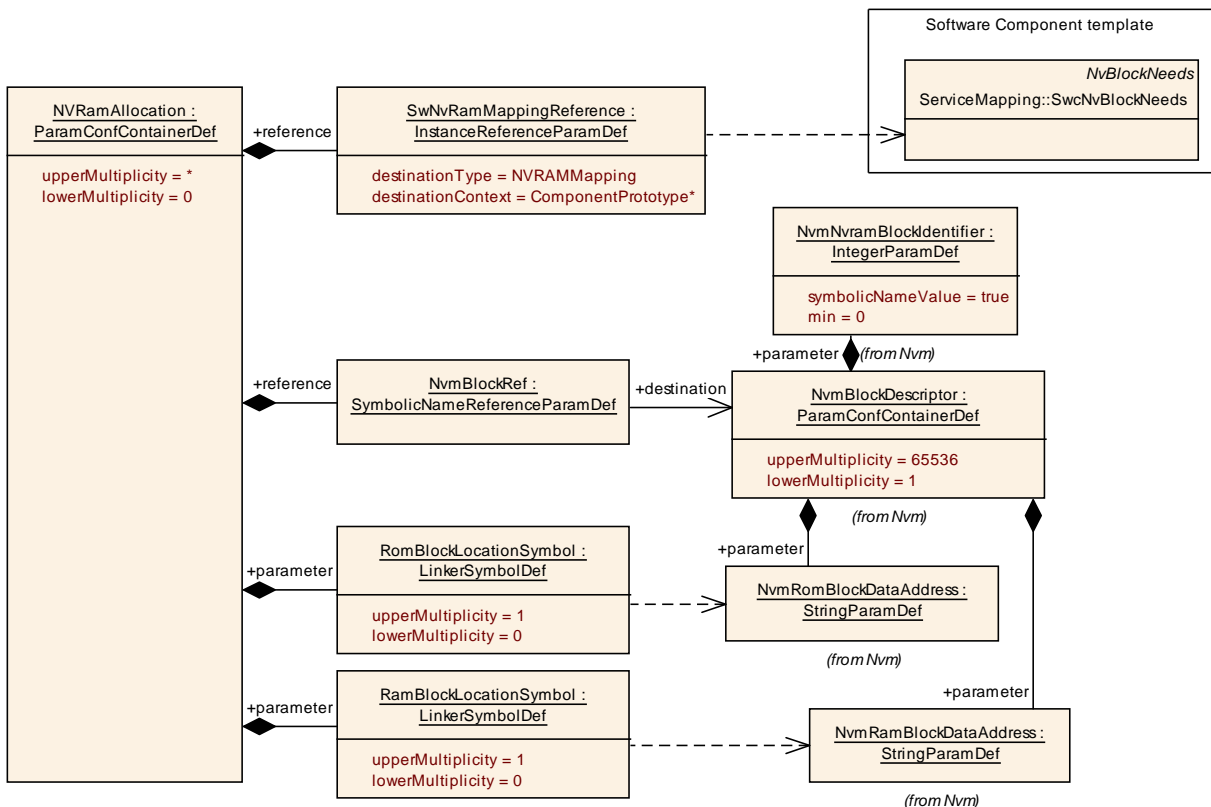 Software Component template
NvBlockNeeds
ServiceMapping::SwcNvBlockNeeds
NVRamAllocation :
ParamConfContainerDef
upperMultiplicity = *
lowerMultiplicity = 0
+reference
SwNvRamMappingReference :
InstanceReferenceParamDef
destinationType = NVRAMMapping
destinationContext = ComponentPrototype*
NvmNvramBlockIdentifier :
IntegerParamDef
symbolicNameValue = true
min = 0
+parameter
(from Nvm)
+reference
NvmBlockRef :
SymbolicNameReferenceParamDef
+destination
NvmBlockDescriptor :
ParamConfContainerDef
upperMultiplicity = 65536
lowerMultiplicity = 1
(from Nvm)
+parameter
RomBlockLocationSymbol :
LinkerSymbolDef
upperMultiplicity = 1
lowerMultiplicity = 0
+parameter
NvmRomBlockDataAddress :
StringParamDef
(from Nvm)
+parameter
RamBlockLocationSymbol :
LinkerSymbolDef
upperMultiplicity = 1
lowerMultiplicity = 0
+parameter
NvmRamBlockDataAddress :
StringParamDef
(from Nvm)